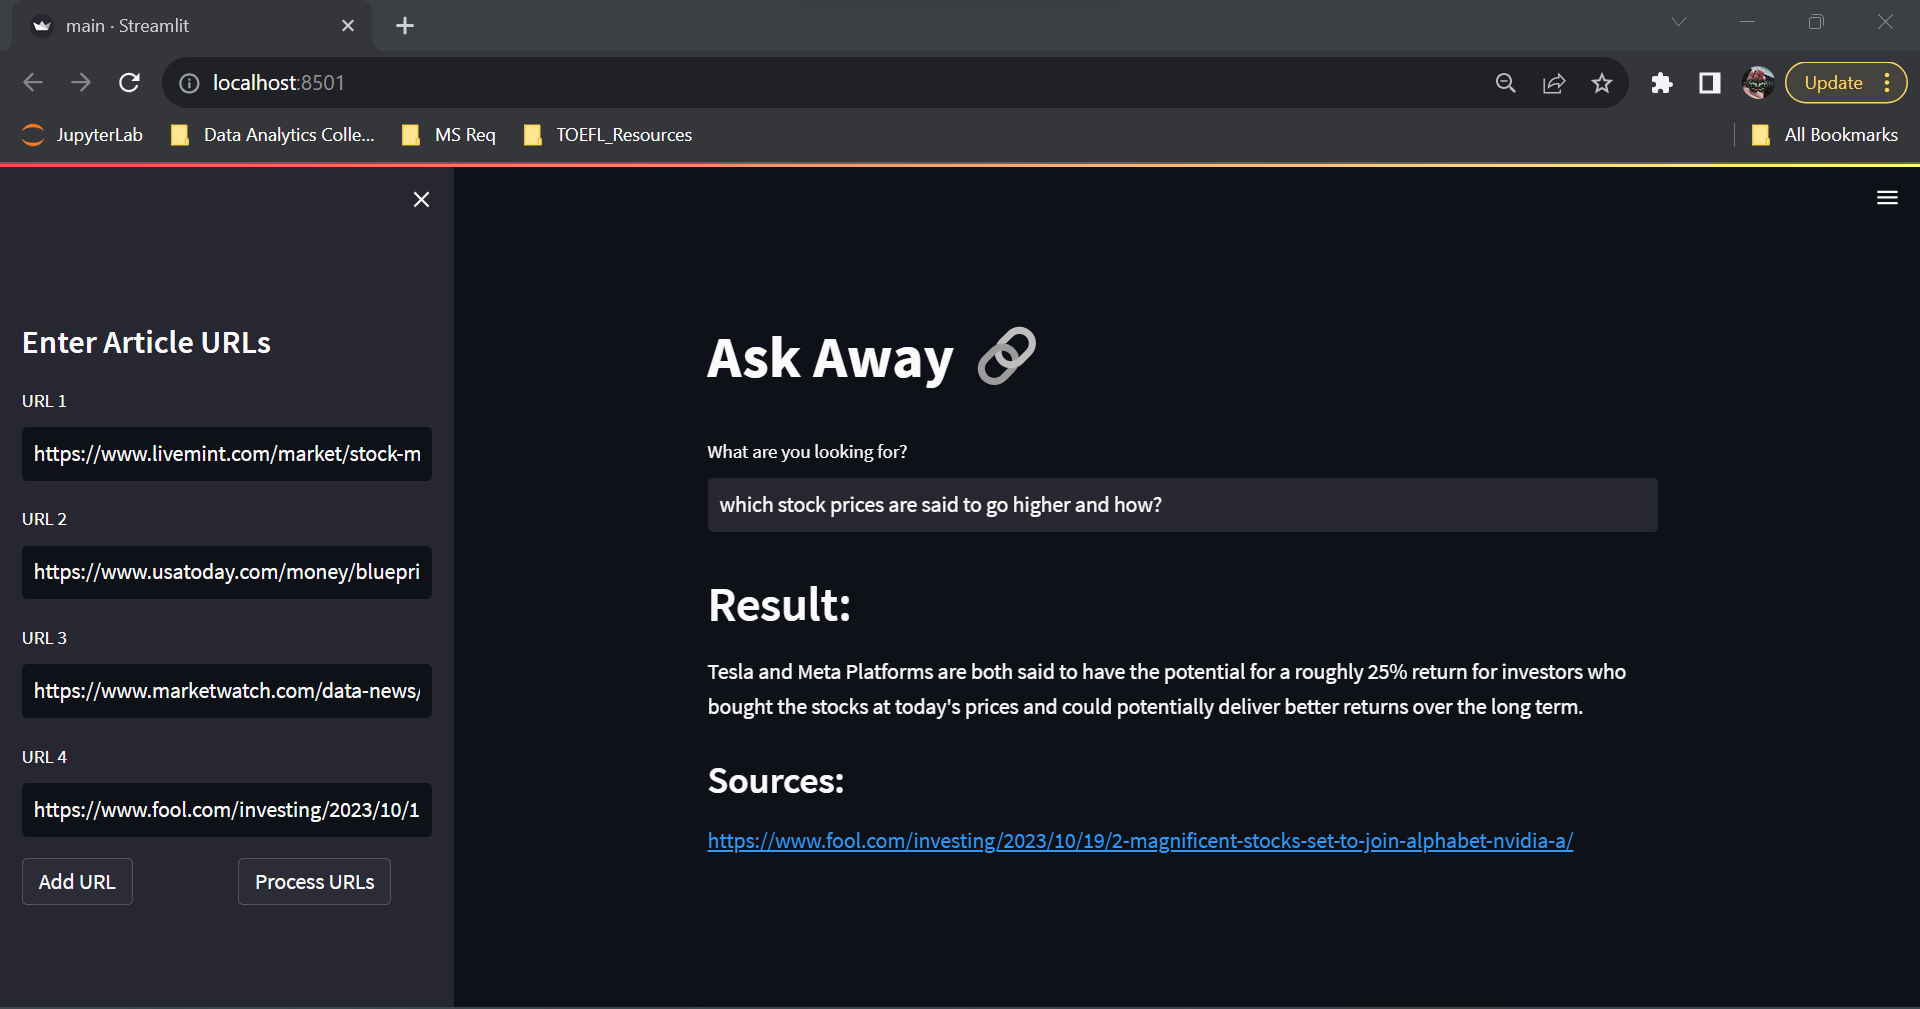 main · Streamlit
localhost:8501
Update
JupyterLab
Data Analytics Colle...
MS Req
TOEFL_Resources
All Bookmarks
Enter Article URLs
URL 1
https://www.livemint.com/market/stock-m
URL 2
https://www.usatoday.com/money/bluepri
URL 3
https://www.marketwatch.com/data-news/
URL 4
https://www.fool.com/investing/2023/10/1
Add URL
Process URLs
Ask Away
What are you looking for?
which stock prices are said to go higher and how?
Result:
Tesla and Meta Platforms are both said to have the potential for a roughly 25% return for investors who
bought the stocks at today's prices and could potentially deliver better returns over the long term.
Sources:
https://www.fool.com/investing/2023/10/19/2-magnificent-stocks-set-to-join-alphabet-nvidia-a/